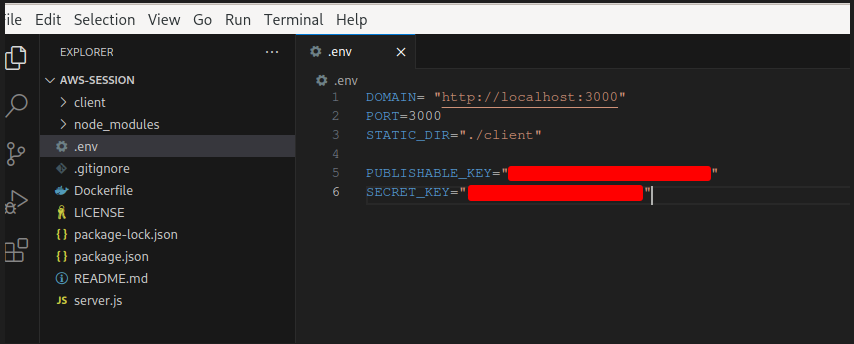 ile Edit Selection View Go Run Terminal Help
EXPLORER ...
AWS-SESSION
client
node_modules
.env
.gitignore
Dockerfile
LICENSE
package-lock.json
package.json
README.md
JS server.js
.env
.env
1 DOMAIN= "http://localhost:3000"
2 PORT=3000
3 STATIC_DIR="./client"
4
5 PUBLISHABLE_KEY=""
6 SECRET_KEY=""